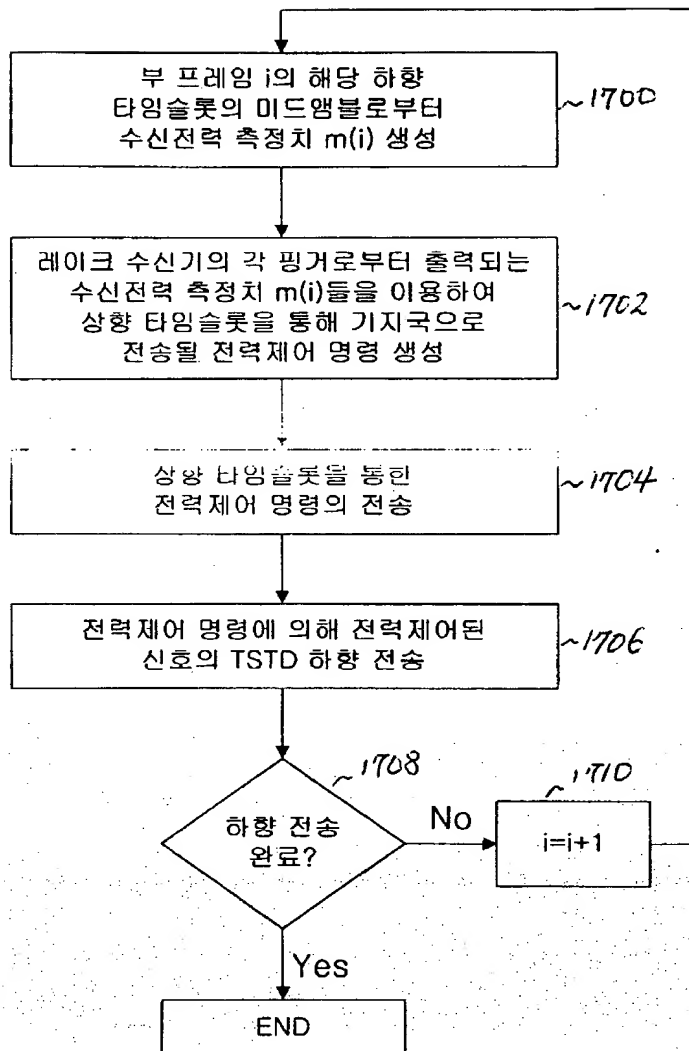 부 프레임 i의 해당 하향
타임슬롯의 미드앰블로부터
수신전력 측정치 m(i) 생성
~1700
레이크 수신기의 각 핑거로부터 출력되는
수신전력 측정치 m(i)들을 이용하여
상향 타임슬롯을 통해 기지국으로
전송될 전력제어 명령 생성
~1702
상향 타임슬롯을 통한
전력제어 명령의 전송
~1704
전력제어 명령에 의해 전력제어된
신호의 TSTD 하향 전송
~1706
~1708
하향 전송
완료?
No
1710
i=i+1
Yes
END